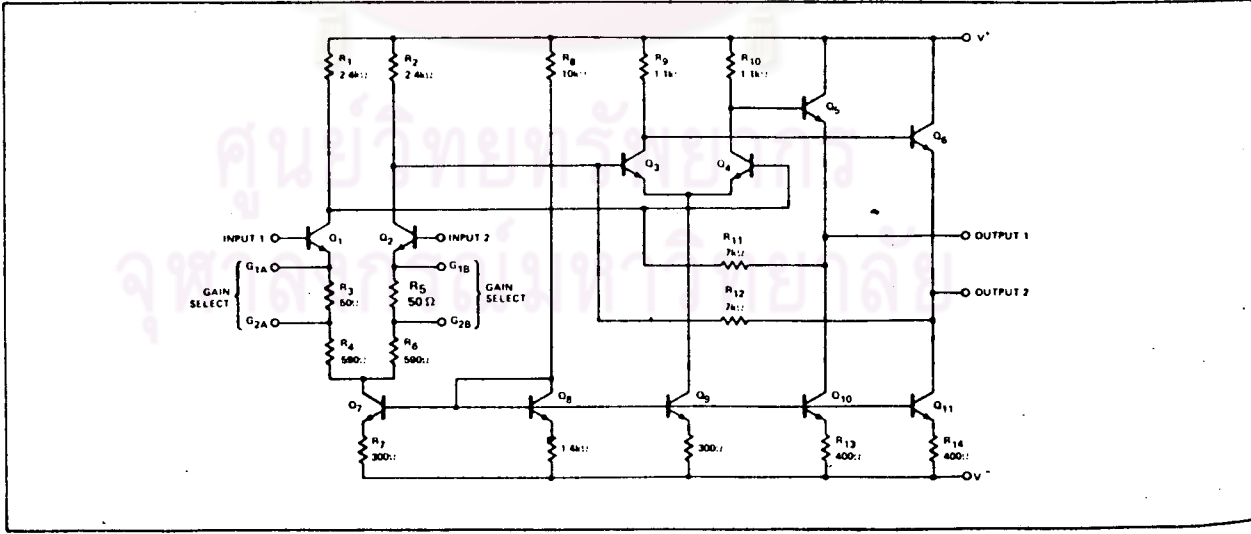 V+
R1
2.4kΩ
R2
2.4kΩ
R8
10kΩ
R9
1.1kΩ
R10
1.1kΩ
Q5
Q6
Q3
Q4
ศูนย์วิทยทรัพยากร
จุฬาลงกรณ์มหาวิทยาลัย
INPUT 1
Q1
Q2
INPUT 2
R11
7kΩ
OUTPUT 1
G1A
G1B
GAIN
SELECT
R3
50Ω
R5
50 Ω
GAIN
SELECT
R12
7kΩ
OUTPUT 2
G2A
G2B
R4
590Ω
R6
590Ω
Q7
Q8
Q9
Q10
Q11
R7
300Ω
1.4kΩ
300Ω
R13
400Ω
R14
400Ω
V-